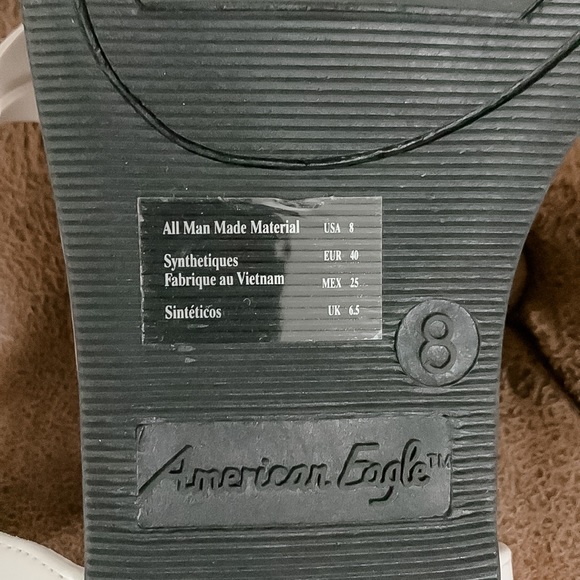 All Man Made Material USA 8
Synthetiques EUR 40
Fabrique au Vietnam MEX 25
Sintéticos UK 6.5
8
American Eagle™